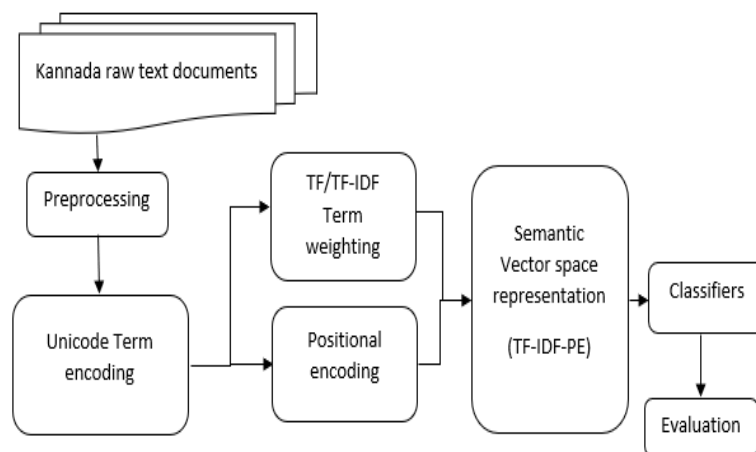 Kannada raw text documents
Preprocessing
Unicode Term
encoding
TF/TF-IDF
Term
weighting
Positional
encoding
Semantic
Vector space
representation
(TF-IDF-PE)
Classifiers
Evaluation